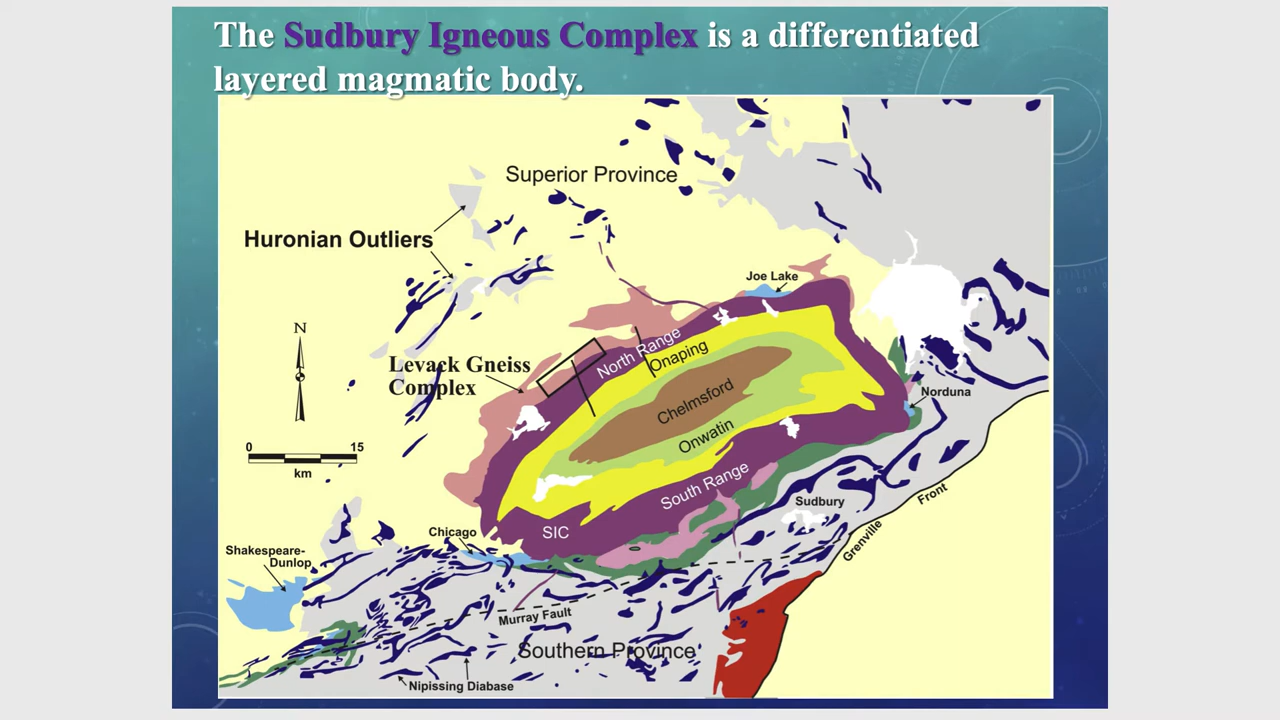 The Sudbury Igneous Complex is a differentiated
layered magmatic body.
Superior Province
Huronian Outliers
Joe Lake
N
North Range
Onaping
Levack Gneiss
Complex
Chelmsford
Norduna
Onwatin
0 15
km
South Range
Sudbury
Front
Grenville
SIC
Chicago
Shakespeare-
Dunlop
Murray Fault
Southern Province
Nipissing Diabase